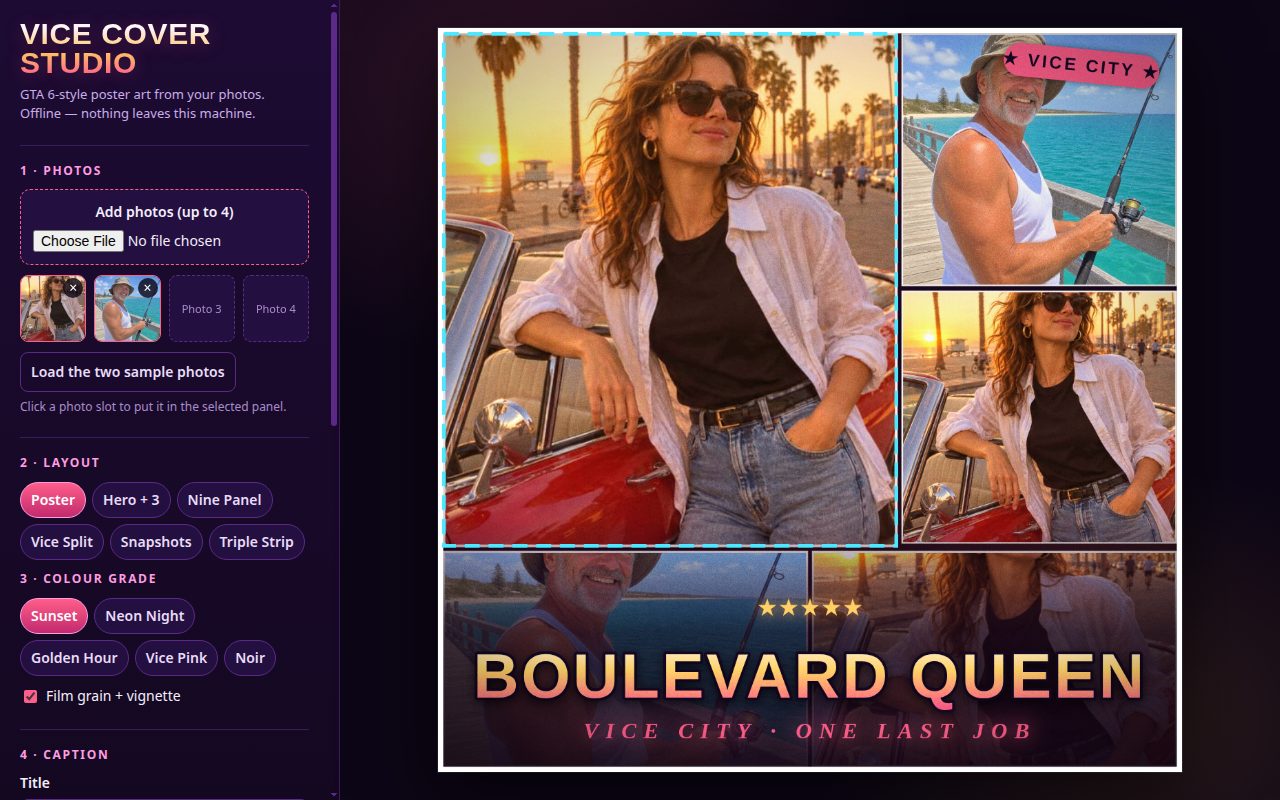 VICE COVER
STUDIO
GTA 6-style poster art from your photos.
Offline — nothing leaves this machine.
1 · PHOTOS
Add photos (up to 4)
Choose File No file chosen
Photo 3
Photo 4
Load the two sample photos
Click a photo slot to put it in the selected panel.
2 · LAYOUT
Poster
Hero + 3
Nine Panel
Vice Split
Snapshots
Triple Strip
3 · COLOUR GRADE
Sunset
Neon Night
Golden Hour
Vice Pink
Noir
Film grain + vignette
4 · CAPTION
Title
★ VICE CITY ★
★★★★★
BOULEVARD QUEEN
VICE CITY · ONE LAST JOB